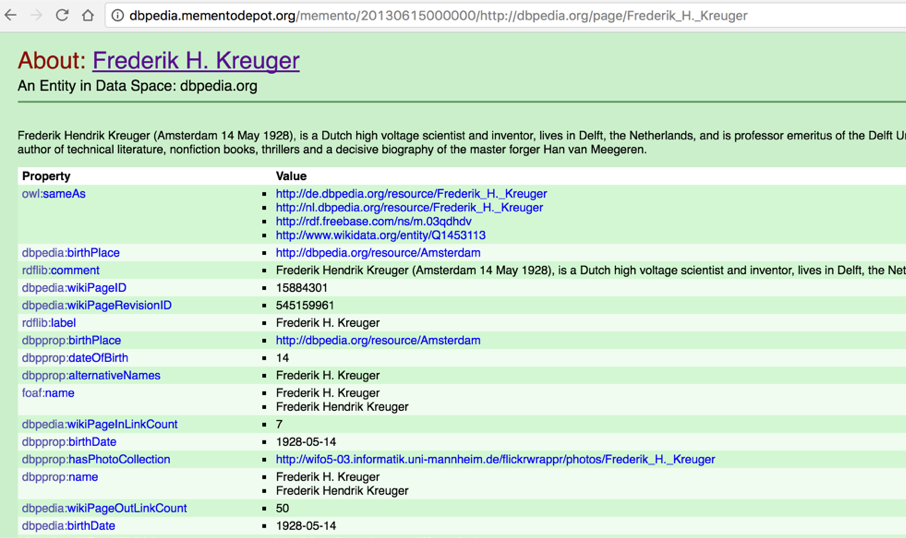 dbpedia.mementodepot.org/memento/20130615000000/http://dbpedia.org/page/Frederik_H._Kreuger
About: Frederik H. Kreuger
An Entity in Data Space: dbpedia.org
Frederik Hendrik Kreuger (Amsterdam 14 May 1928), is a Dutch high voltage scientist and inventor, lives in Delft, the Netherlands, and is professor emeritus of the Delft
author of technical literature, nonfiction books, thrillers and a decisive biography of the master forger Han van Meegeren.
Property Value
owl:sameAs http://de.dbpedia.org/resource/Frederik_H._Kreuger
http://nl.dbpedia.org/resource/Frederik_H._Kreuger
http://rdf.freebase.com/ns/m.03qdhdv
http://www.wikidata.org/entity/Q1453113
dbpedia:birthPlace http://dbpedia.org/resource/Amsterdam
rdflib:comment Frederik Hendrik Kreuger (Amsterdam 14 May 1928), is a Dutch high voltage scientist and inventor, lives in Delft, the
dbpedia:wikiPageID 15884301
dbpedia:wikiPageRevisionID 545159961
rdflib:label Frederik H. Kreuger
dbpprop:birthPlace http://dbpedia.org/resource/Amsterdam
dbpprop:dateOfBirth 14
dbpprop:alternativeNames Frederik H. Kreuger
foaf:name Frederik H. Kreuger
Frederik Hendrik Kreuger
dbpedia:wikiPageInLinkCount 7
dbpprop:birthDate 1928-05-14
dbpprop:hasPhotoCollection http://wifo5-03.informatik.uni-mannheim.de/flickrwrappr/photos/Frederik_H._Kreuger
dbpprop:name Frederik H. Kreuger
Frederik Hendrik Kreuger
dbpedia:wikiPageOutLinkCount 50
dbpedia:birthDate 1928-05-14